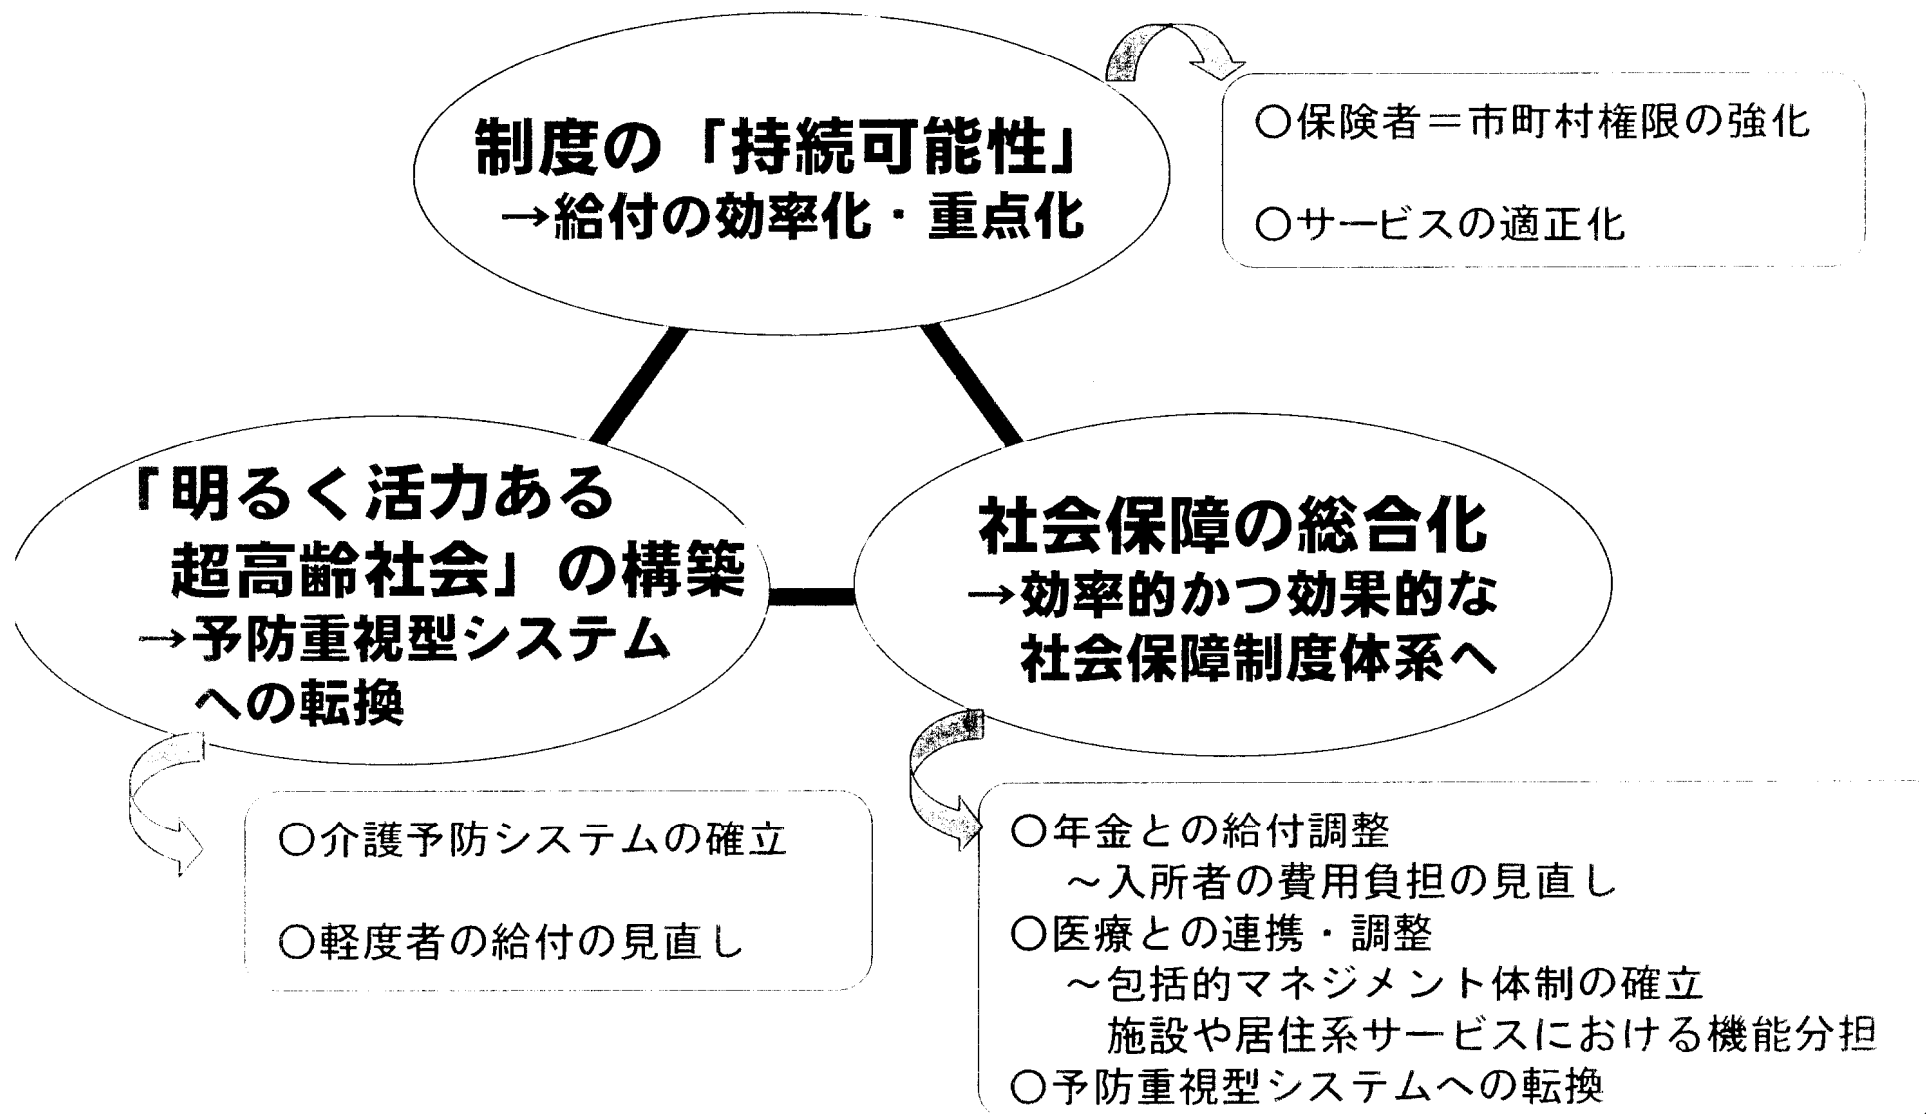 制度の「持続可能性」
→給付の効率化・重点化
○保険者＝市町村権限の強化
○サービスの適正化
「明るく活力ある
超高齢社会」の構築
→予防重視型システム
への転換
○介護予防システムの確立
○軽度者の給付の見直し
社会保障の総合化
→効率的かつ効果的な
社会保障制度体系へ
○年金との給付調整
～入所者の費用負担の見直し
○医療との連携・調整
～包括的マネジメント体制の確立
施設や居住系サービスにおける機能分担
○予防重視型システムへの転換